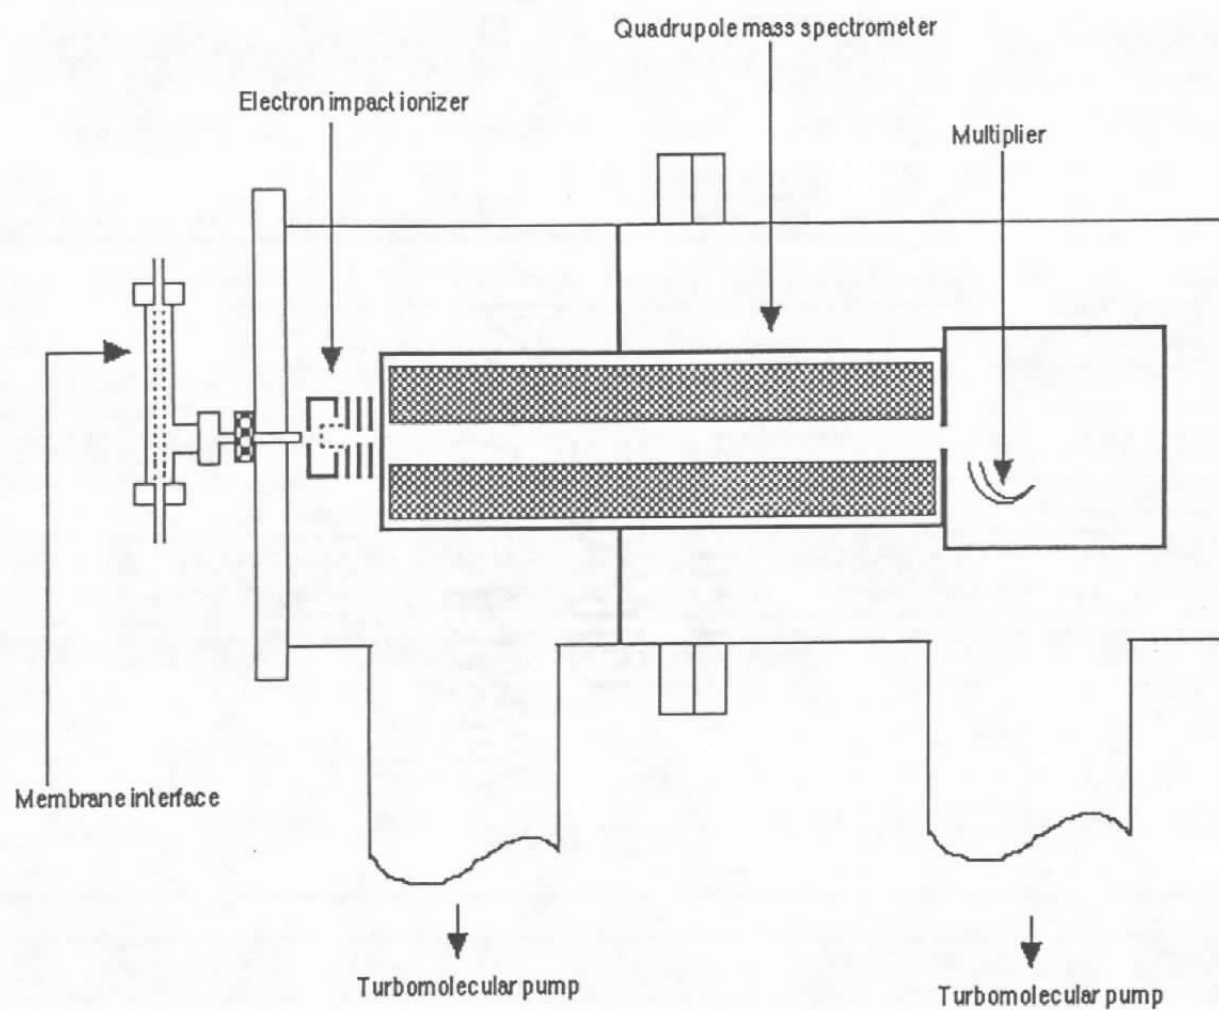 Quadrupole mass spectrometer
Electron impact ionizer
Multiplier
Membrane interface
Turbomolecular pump
Turbomolecular pump